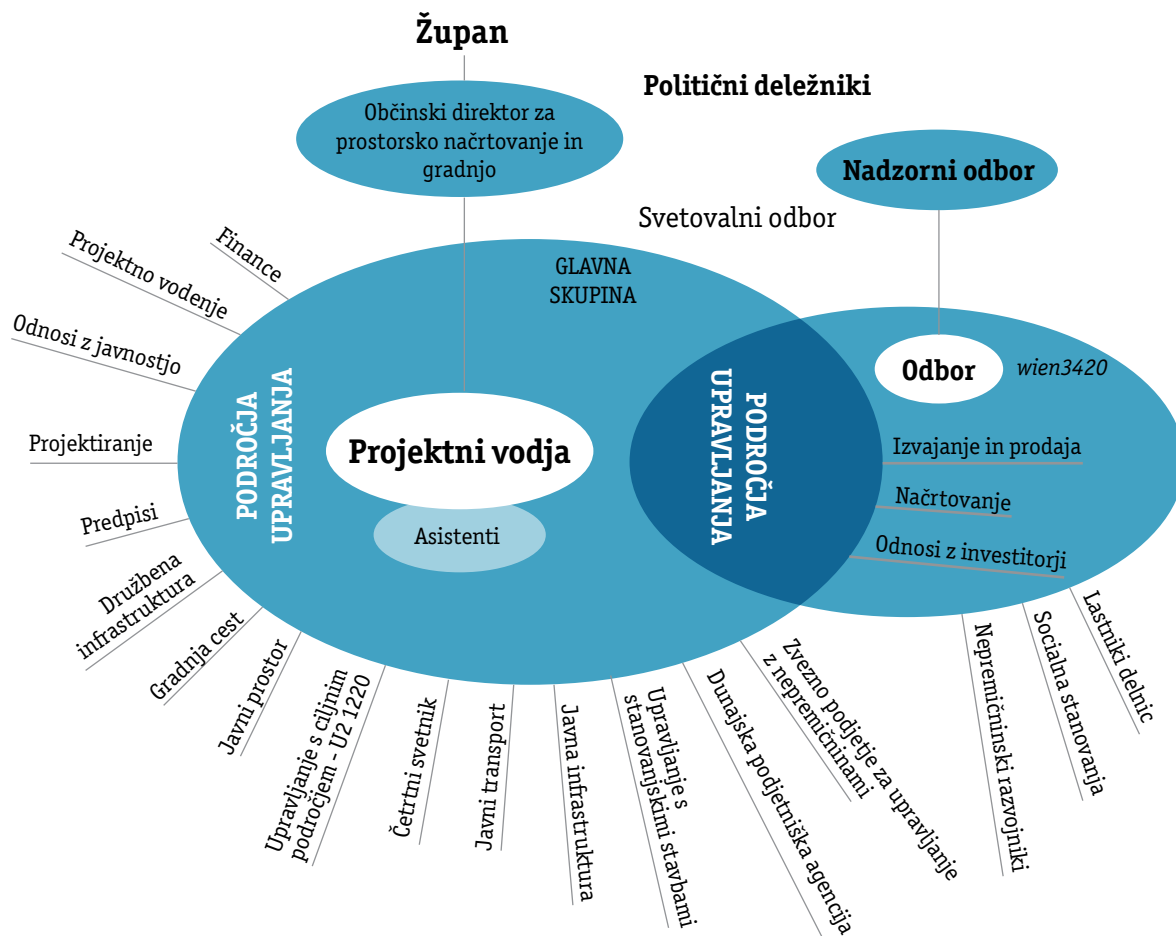 Župan
Politični deležniki
Občinski direktor za
prostorsko načrtovanje in
gradnjo
Nadzorni odbor
Svetovalni odbor
GLAVNA
SKUPINA
Finance
Projektno vodenje
Odnosi z javnostjo
Projektiranje
Predpisi
Družbena
infrastruktura
Gradnja cest
Javni prostor
Upravljanje s ciljnim
področjem - U2 1220
Četrtni svetnik
Javni transport
Javna infrastruktura
Upravljanje s
stanovanjskimi stavbami
Dunajska podjetniška agencija
Zvezno podjetje za upravljanje
z nepremičninami
PODROČJA
UPRAVLJANJA
Projektni vodja
Asistenti
PODROČJA
UPRAVLJANJA
Odbor
wien3420
Izvajanje in prodaja
Načrtovanje
Odnosi z investitorji
Nepremičninski razvojniki
Socialna stanovanja
Lastniki delnic